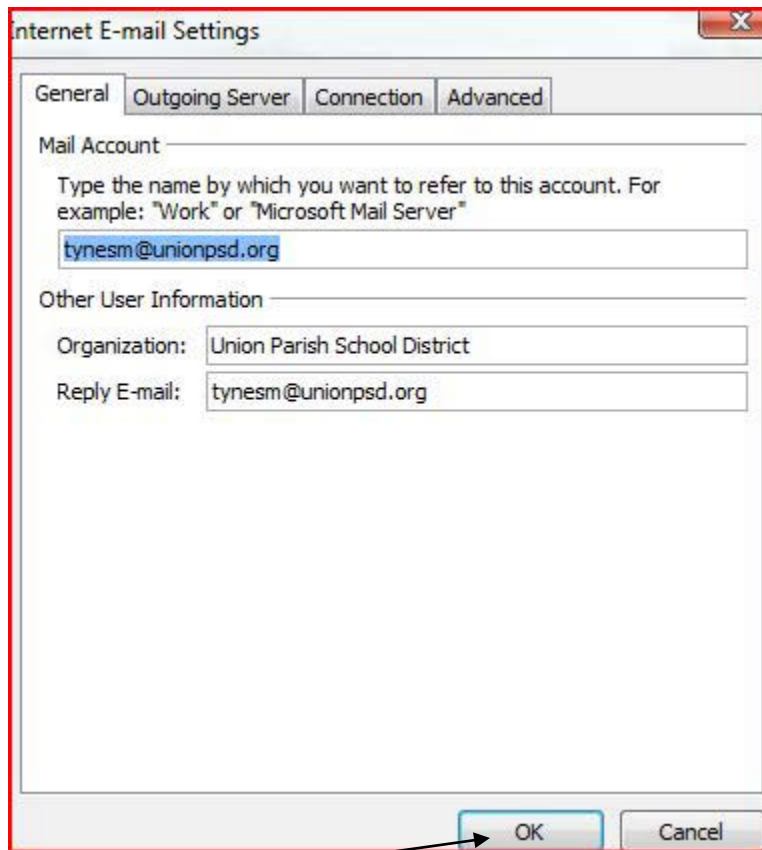 Internet E-mail Settings
General Outgoing Server Connection Advanced
Mail Account
Type the name by which you want to refer to this account. For
example: "Work" or "Microsoft Mail Server"
tynesm@unionpsd.org
Other User Information
Organization: Union Parish School District
Reply E-mail: tynesm@unionpsd.org
OK Cancel